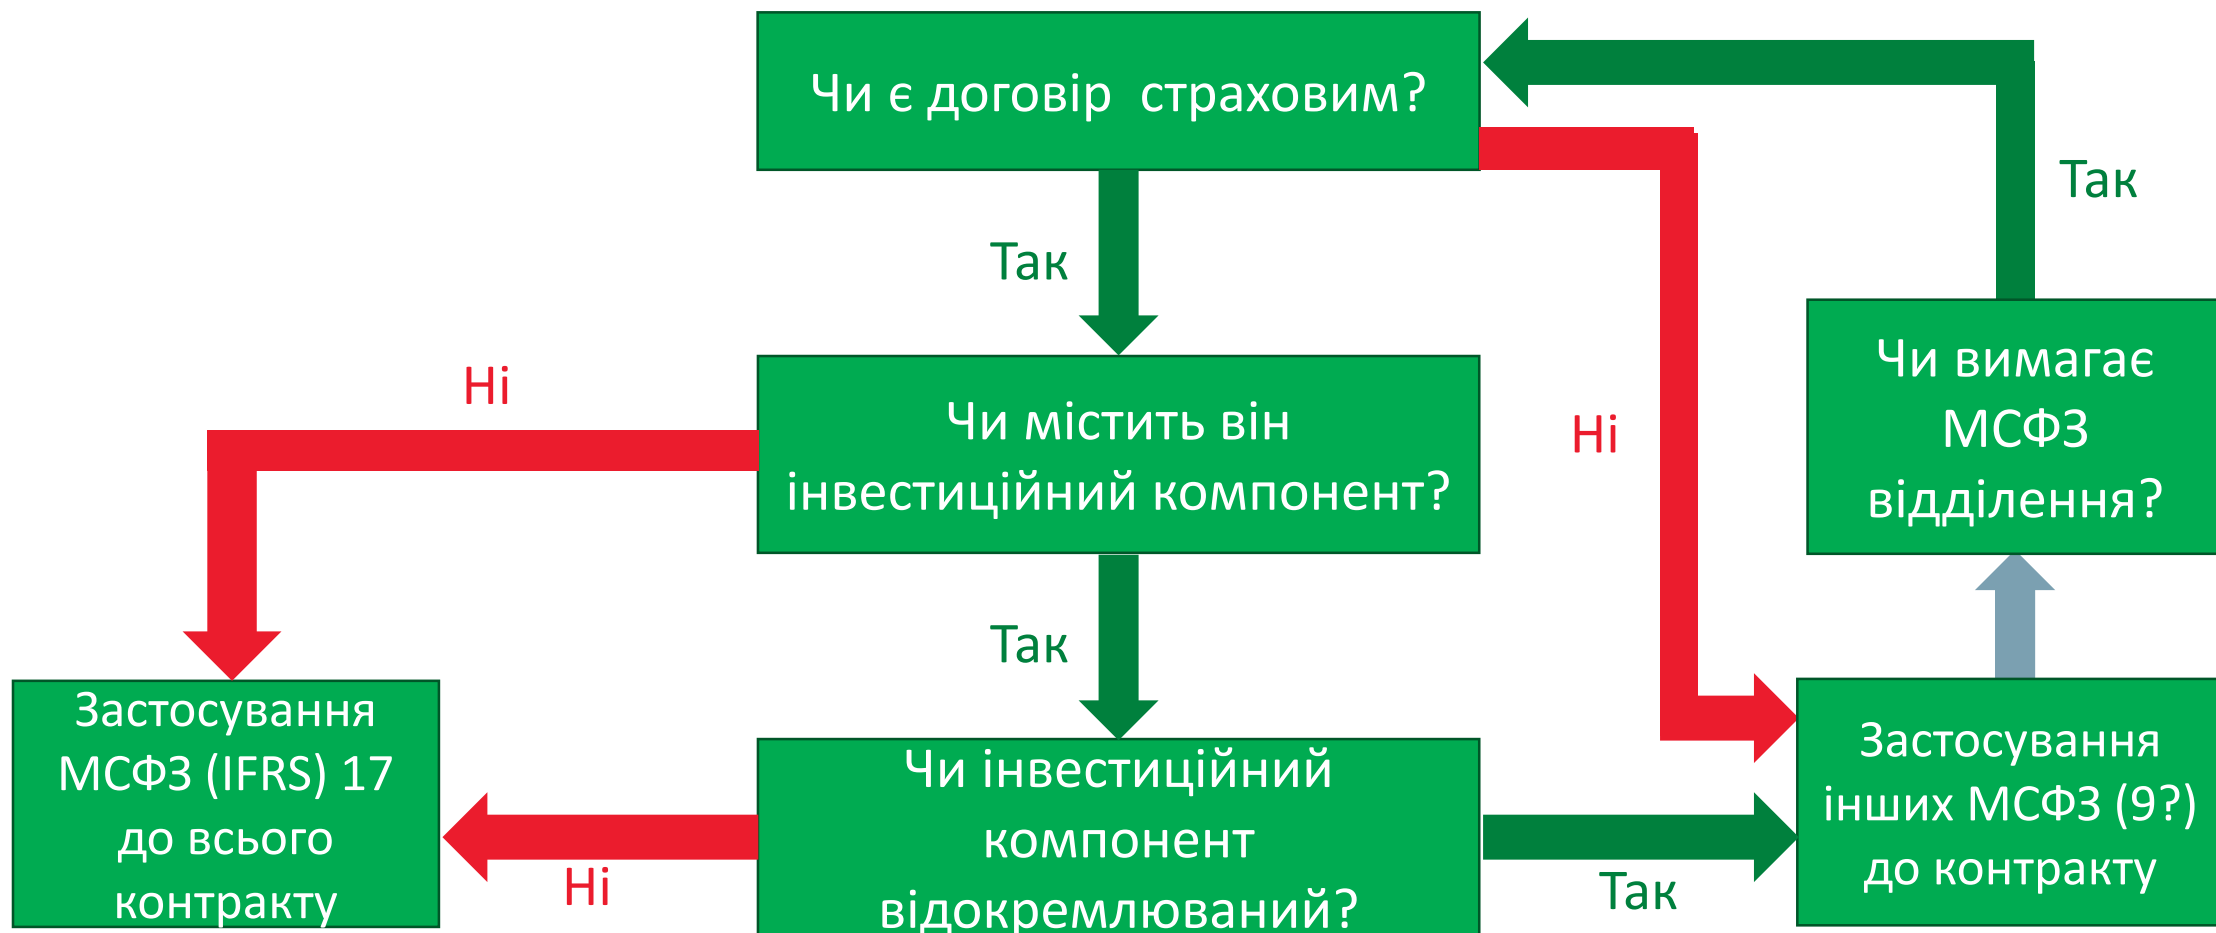 Чи є договір  страховим?
Так
Так
Ні
Чи містить він
інвестиційний компонент?
Ні
Чи вимагає
МСФЗ
відділення?
Так
Застосування
МСФЗ (IFRS) 17
до всього
контракту
Ні
Чи інвестиційний
компонент
відокремлюваний?
Так
Застосування
інших МСФЗ (9?)
до контракту